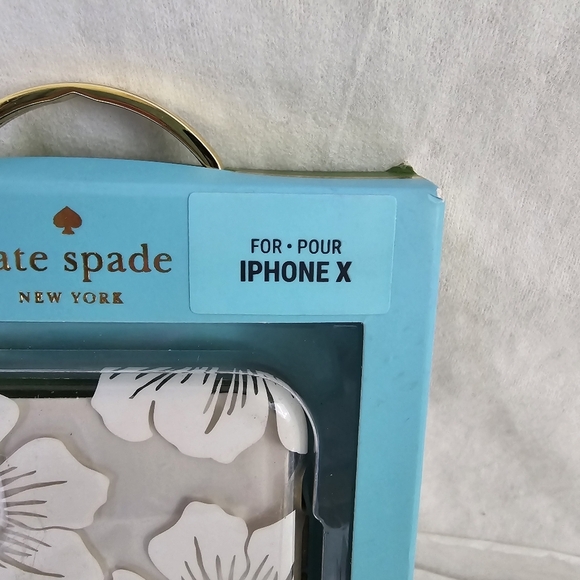 ate spade
NEW YORK
FOR • POUR
IPHONE X